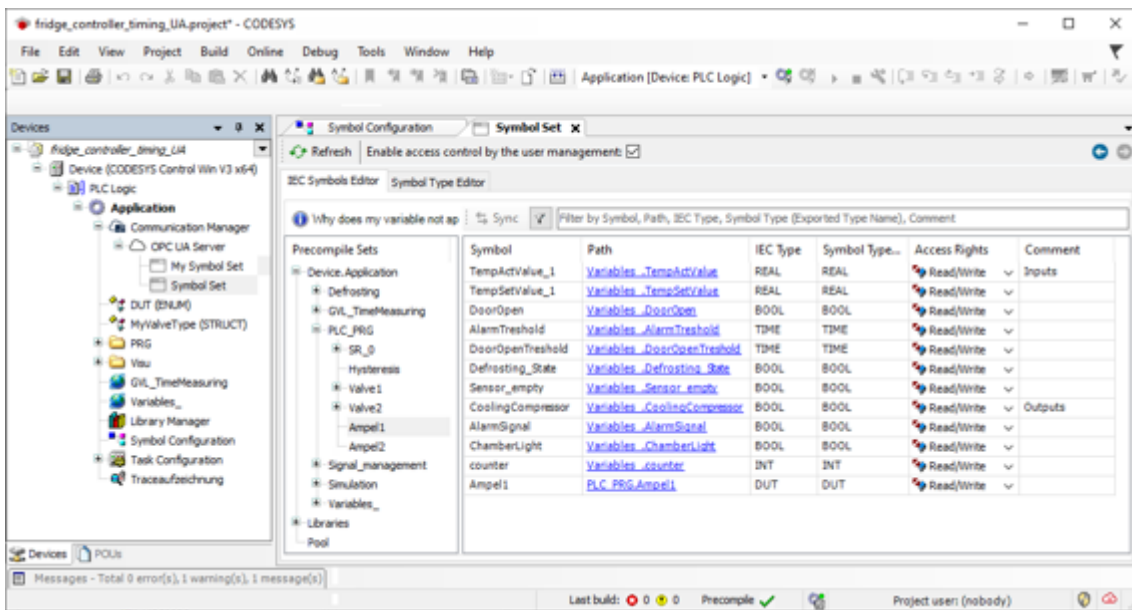 fridge_controller_timing_UA.project* - CODESYS
File Edit View Project Build Online Debug Tools Window Help
Application [Device: PLC Logic]
Devices
fridge_controller_timing_UA
Device (CODESYS Control Win V3 x64)
PLC Logic
Application
Communication Manager
OPC UA Server
My Symbol Set
Symbol Set
DUT (ENUM)
MyValveType (STRUCT)
PRG
Visu
GVL_TimeMeasuring
Variables_
Library Manager
Symbol Configuration
Task Configuration
Traceaufzeichnung
Devices POUs
Symbol Configuration Symbol Set
Refresh Enable access control by the user management:
IEC Symbols Editor Symbol Type Editor
Why does my variable not ap Sync Filter by Symbol, Path, IEC Type, Symbol Type (Exported Type Name), Comment
Precompile Sets
Device.Application
Defrosting
GVL_TimeMeasuring
PLC_PRG
SR_0
Hysteresis
Valve1
Valve2
Ampel1
Ampel2
Signal_management
Simulation
Variables_
Libraries
Pool
Symbol Path IEC Type Symbol Type... Access Rights Comment
TempActValue_1 Variables_.TempActValue REAL REAL Read/Write Inputs
TempSetValue_1 Variables_.TempSetValue REAL REAL Read/Write
DoorOpen Variables_.DoorOpen BOOL BOOL Read/Write
AlarmTreshold Variables_.AlarmTreshold TIME TIME Read/Write
DoorOpenTreshold Variables_.DoorOpenTreshold TIME TIME Read/Write
Defrosting_State Variables_.Defrosting_State BOOL BOOL Read/Write
Sensor_empty Variables_.Sensor_empty BOOL BOOL Read/Write
CoolingCompressor Variables_.CoolingCompressor BOOL BOOL Read/Write Outputs
AlarmSignal Variables_.AlarmSignal BOOL BOOL Read/Write
ChamberLight Variables_.ChamberLight BOOL BOOL Read/Write
counter Variables_.counter INT INT Read/Write
Ampel1 PLC_PRG.Ampel1 DUT DUT Read/Write
Messages - Total 0 error(s), 1 warning(s), 1 message(s)
Last build: 0 0 Precompile Project user: (nobody)